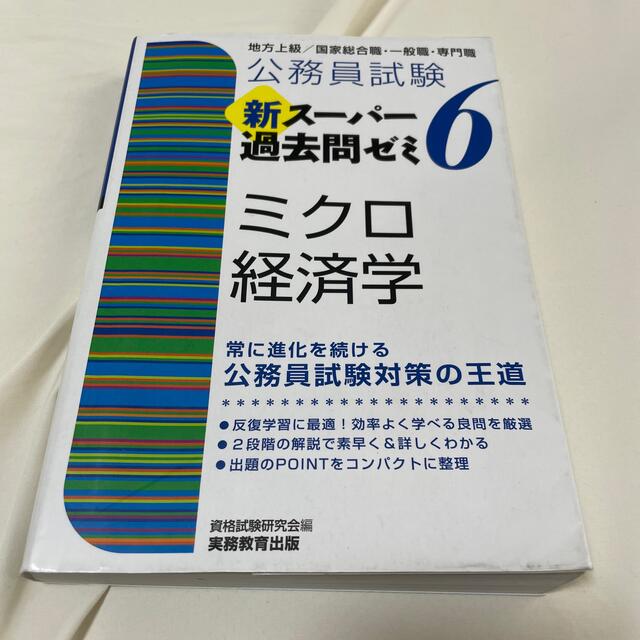 地方上級／国家総合職・一般職・専門職
公務員試験
新スーパー
過去問ゼミ6
ミクロ
経済学
常に進化を続ける
公務員試験対策の王道
**********************
●反復学習に最適！効率よく学べる良問を厳選
●2段階の解説で素早く&詳しくわかる
●出題のPOINTをコンパクトに整理
資格試験研究会編
実務教育出版